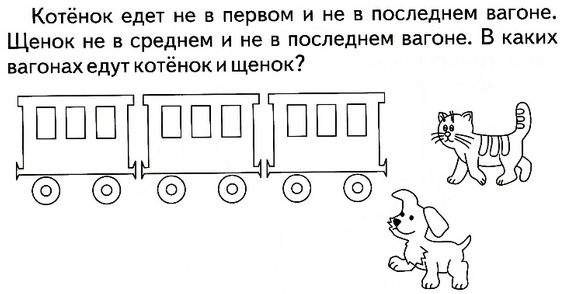 Котёнок едет не в первом и не в последнем вагоне.
Щенок не в среднем и не в последнем вагоне. В каких
вагонах едут котёнок и щенок?